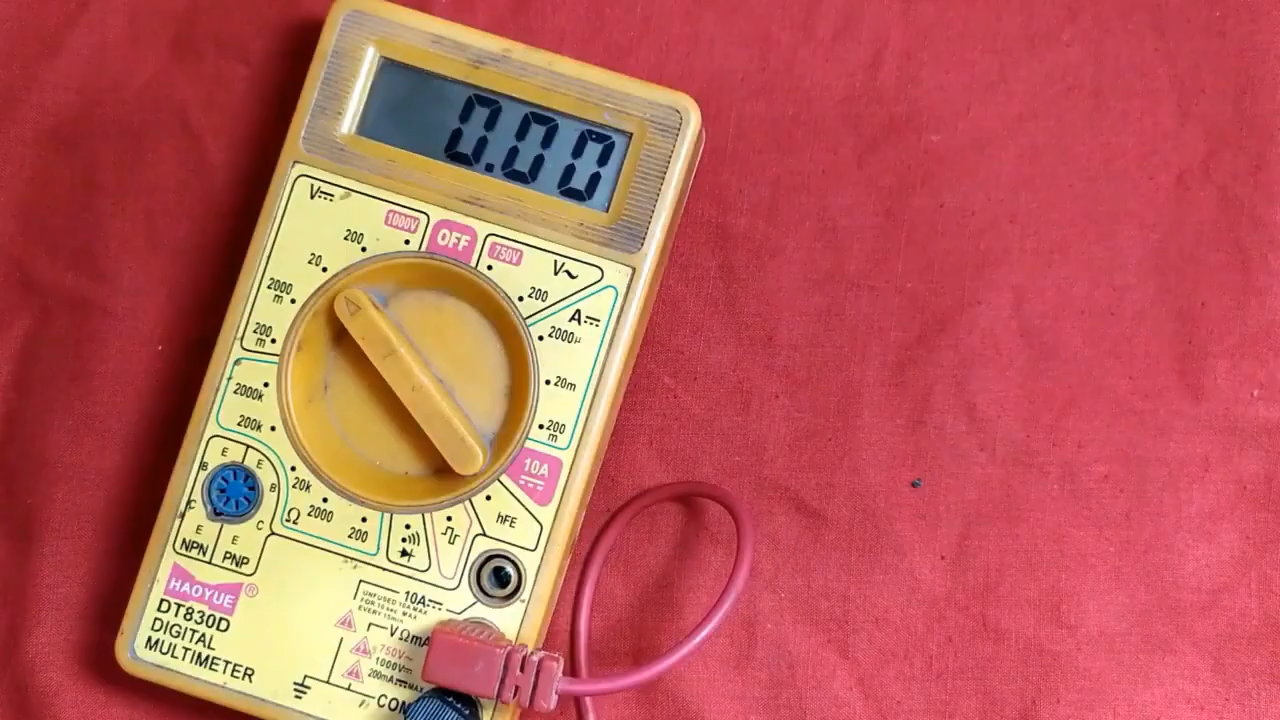 0.00
V⎓
1000V
OFF
750V
V~
200
20
2000
m
200
m
200
A⎓
2000µ
20m
200
m
10A
2000k
200k
20k
2000
200
Ω
hFE
E
E
B
B
C
C
E
E
NPN
PNP
HAOYUE®
DT830D
DIGITAL
MULTIMETER
10A⎓
UNFUSED 10A MAX
FOR 10 sec MAX
EVERY 15min
VΩmA
750V~
1000V⎓
200mA⎓MAX